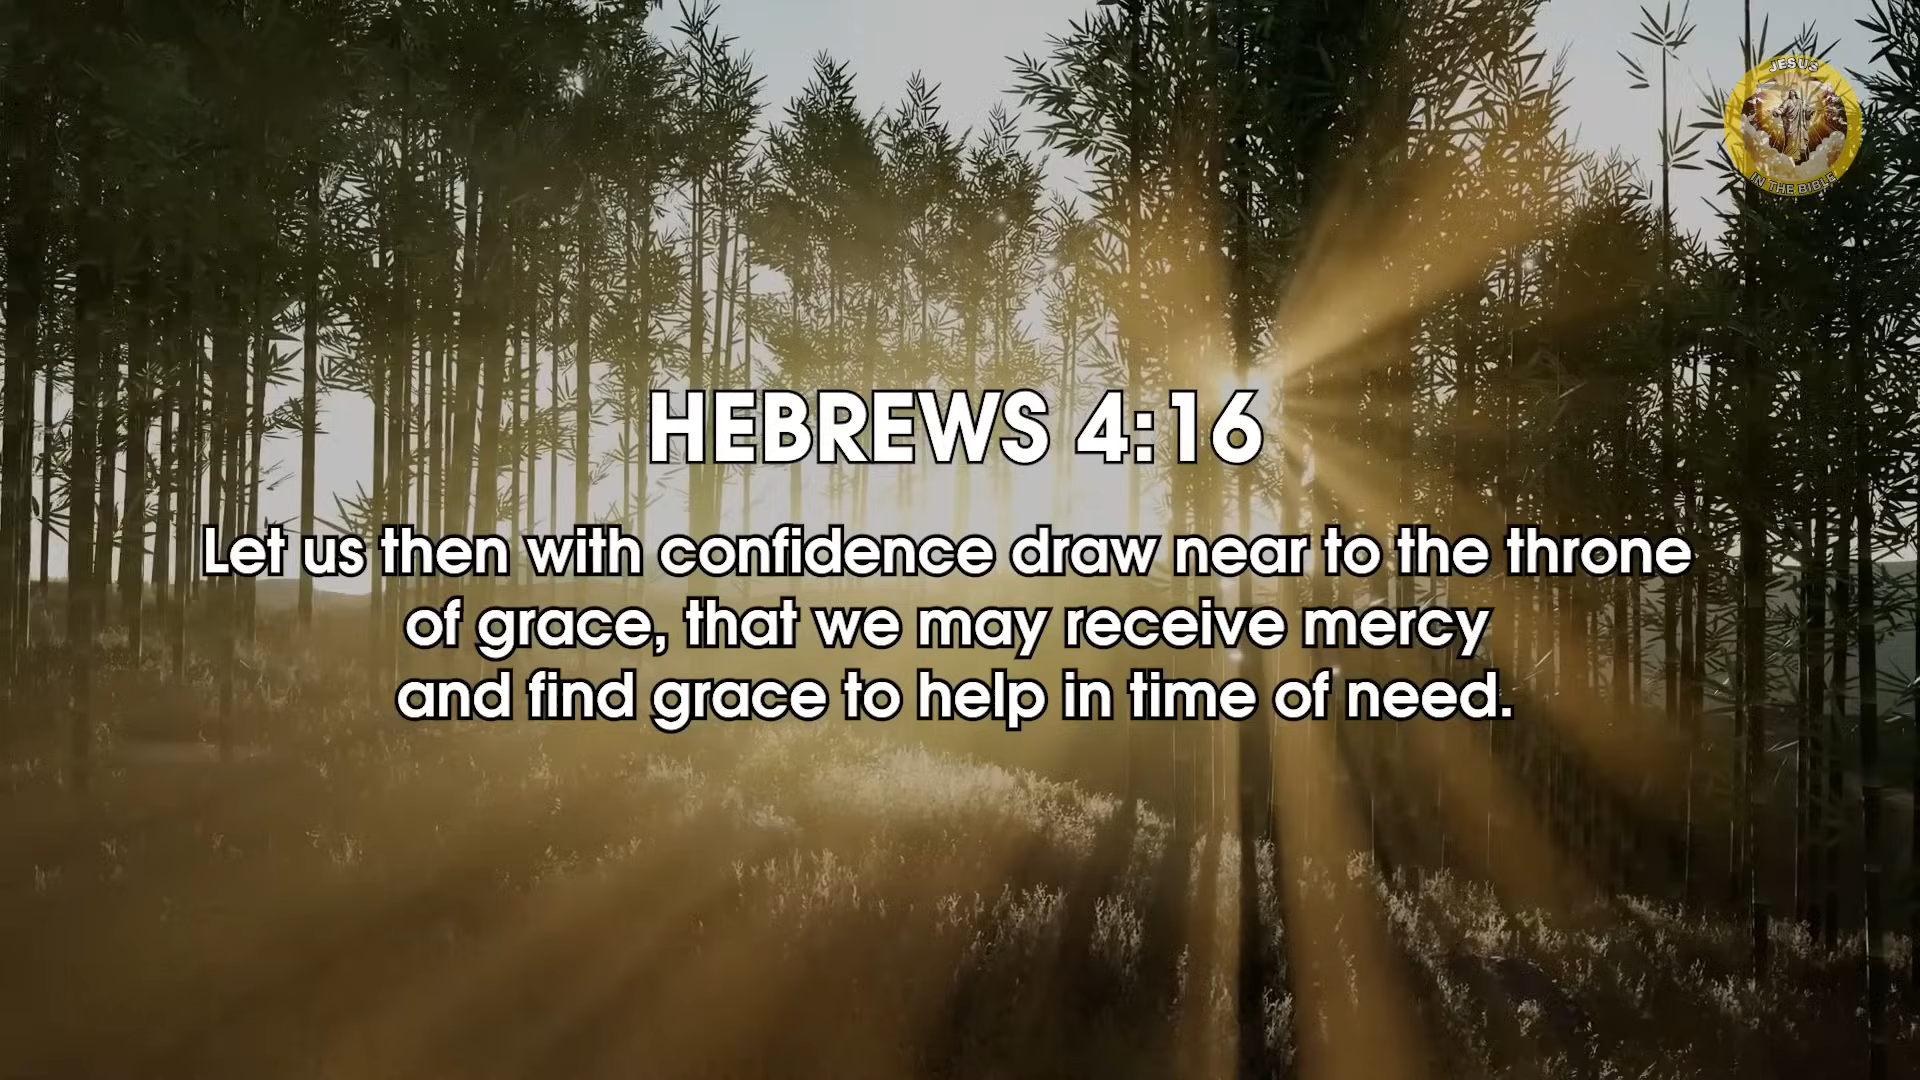 JESUS
IN THE BIBLE
HEBREWS 4:16
Let us then with confidence draw near to the throne
of grace, that we may receive mercy
and find grace to help in time of need.